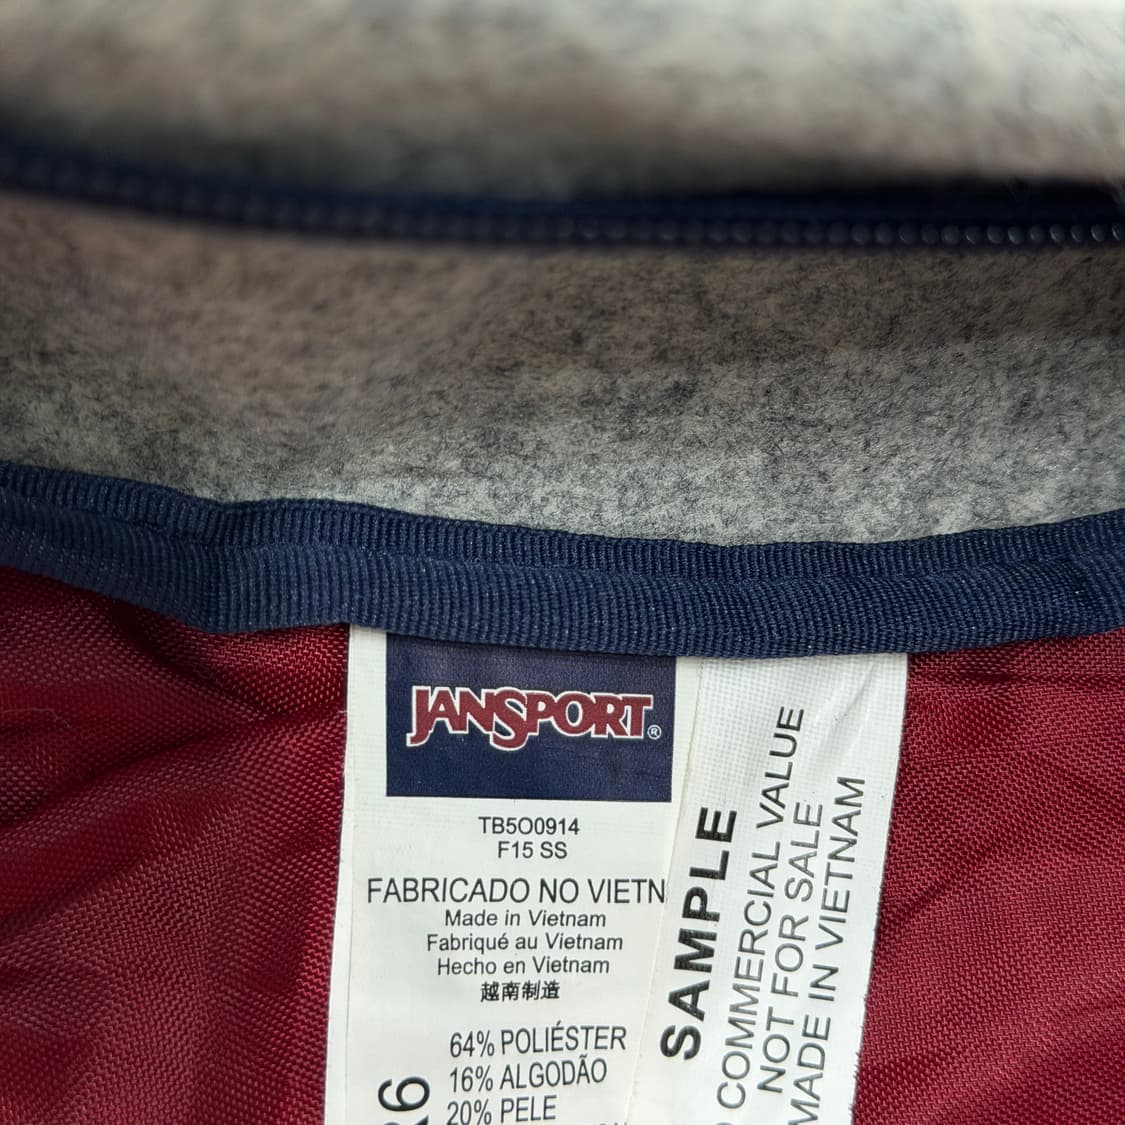 JANSPORT®
TB5O0914
F15 SS
FABRICADO NO VIETN
Made in Vietnam
Fabriqué au Vietnam
Hecho en Vietnam
越南制造
64% POLIÉSTER
16% ALGODÃO
20% PELE
SAMPLE
COMMERCIAL VALUE
NOT FOR SALE
MADE IN VIETNAM